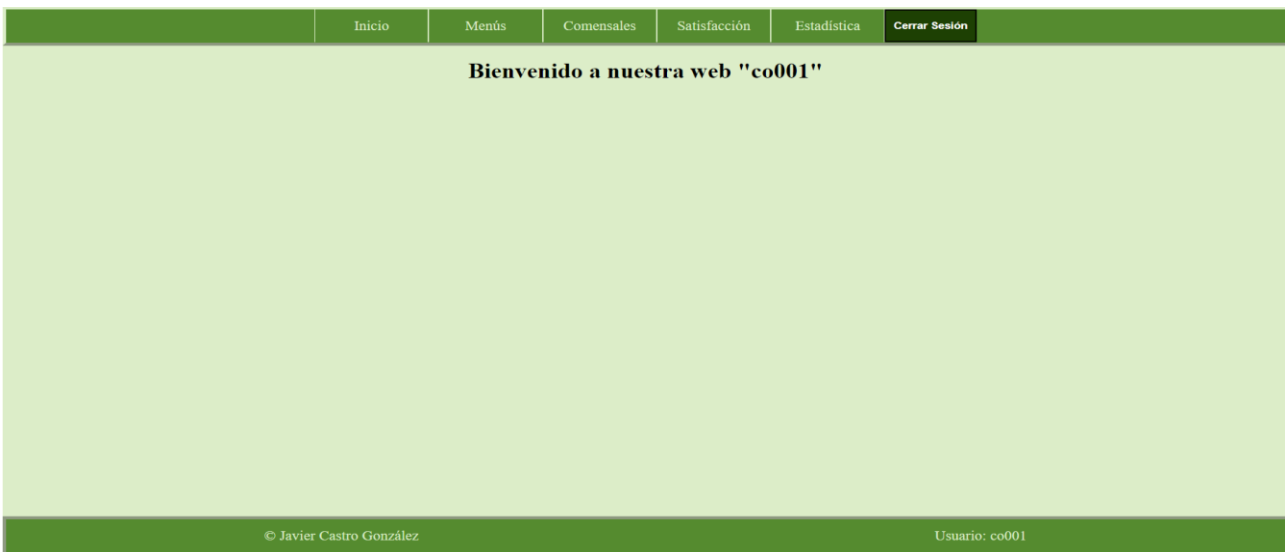 Inicio Menús Comensales Satisfacción Estadística Cerrar Sesión
Bienvenido a nuestra web "co001"
© Javier Castro González Usuario: co001